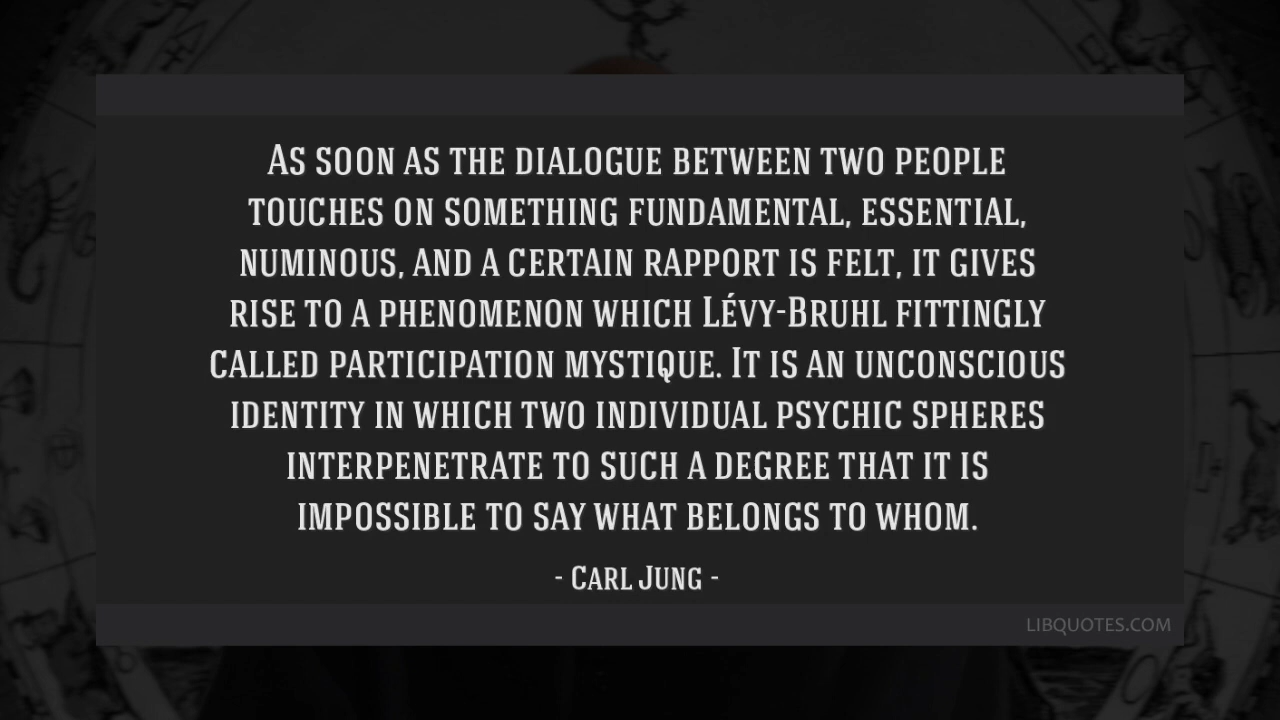 As soon as the dialogue between two people
touches on something fundamental, essential,
numinous, and a certain rapport is felt, it gives
rise to a phenomenon which Lévy-Bruhl fittingly
called participation mystique. It is an unconscious
identity in which two individual psychic spheres
interpenetrate to such a degree that it is
impossible to say what belongs to whom.
- Carl Jung -
LIBQUOTES.COM